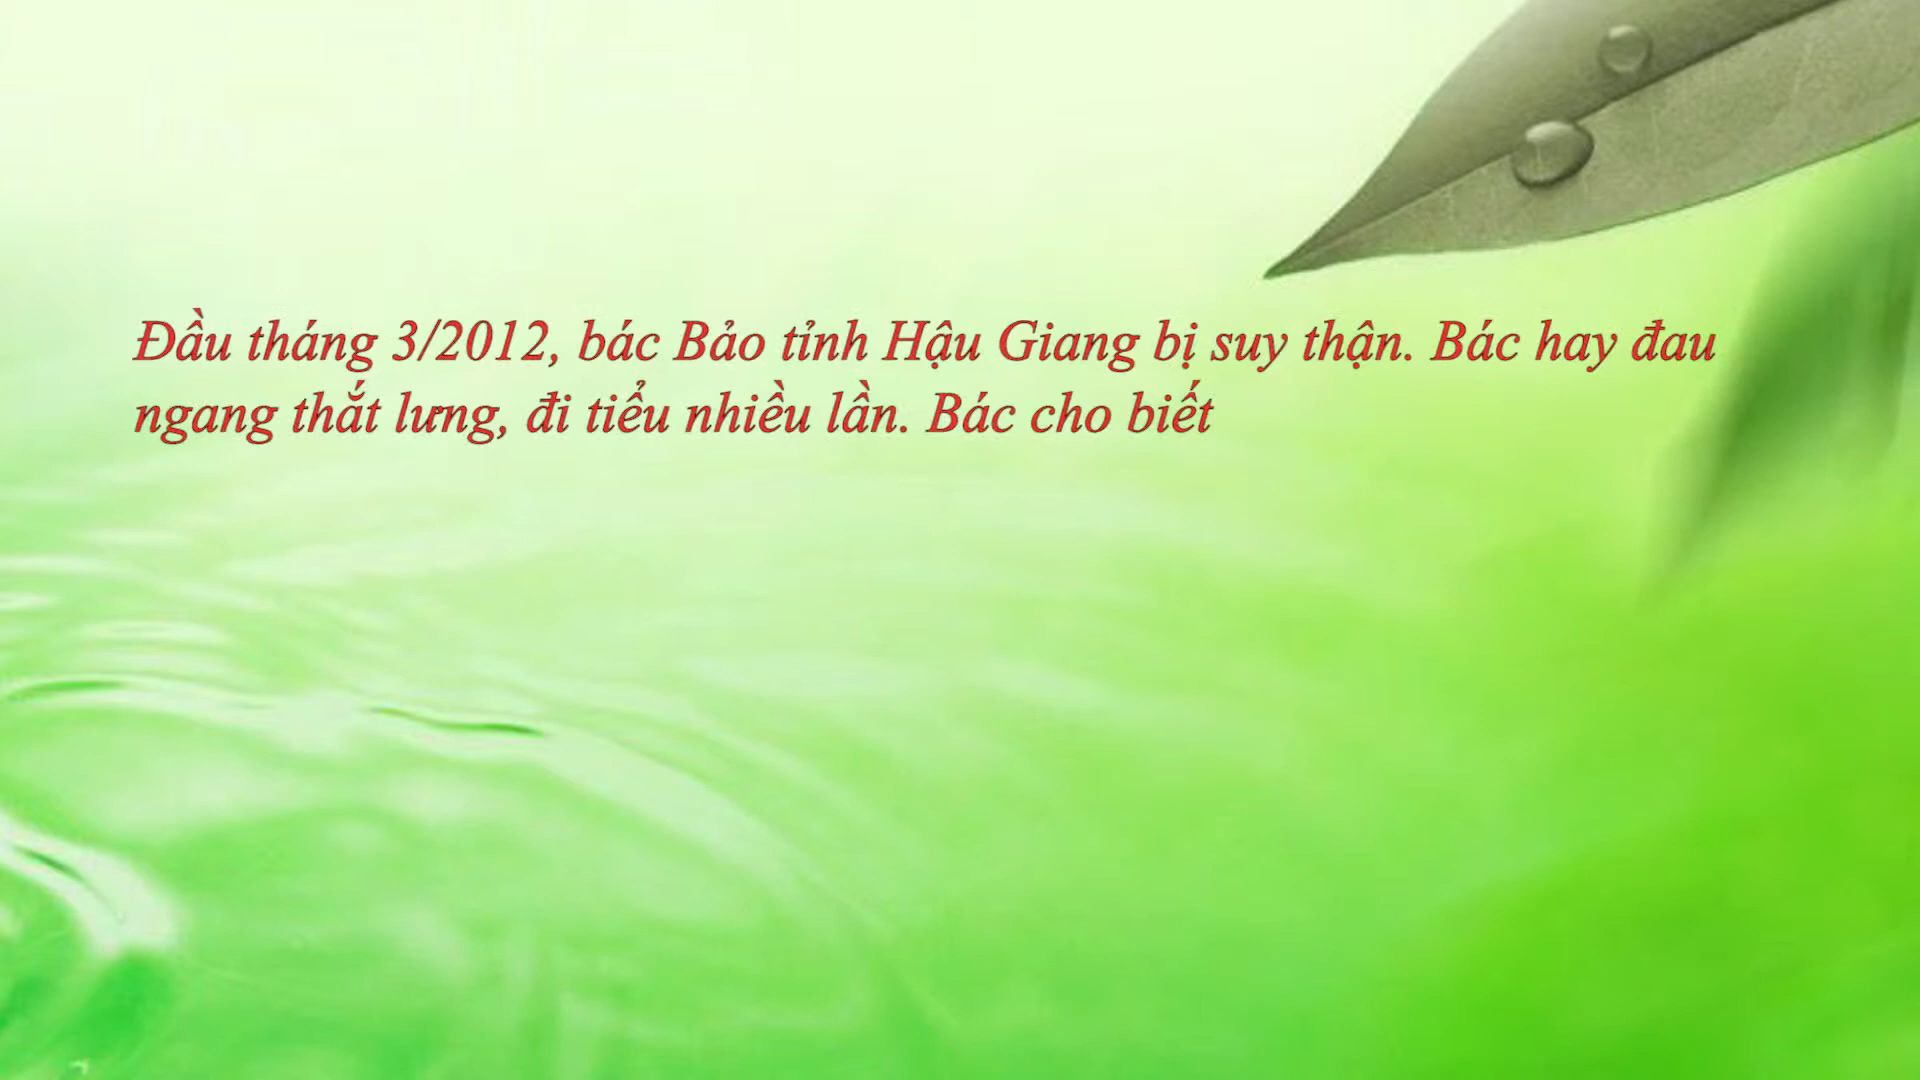 Đầu tháng 3/2012, bác Bảo tỉnh Hậu Giang bị suy thận. Bác hay đau
ngang thắt lưng, đi tiểu nhiều lần. Bác cho biết